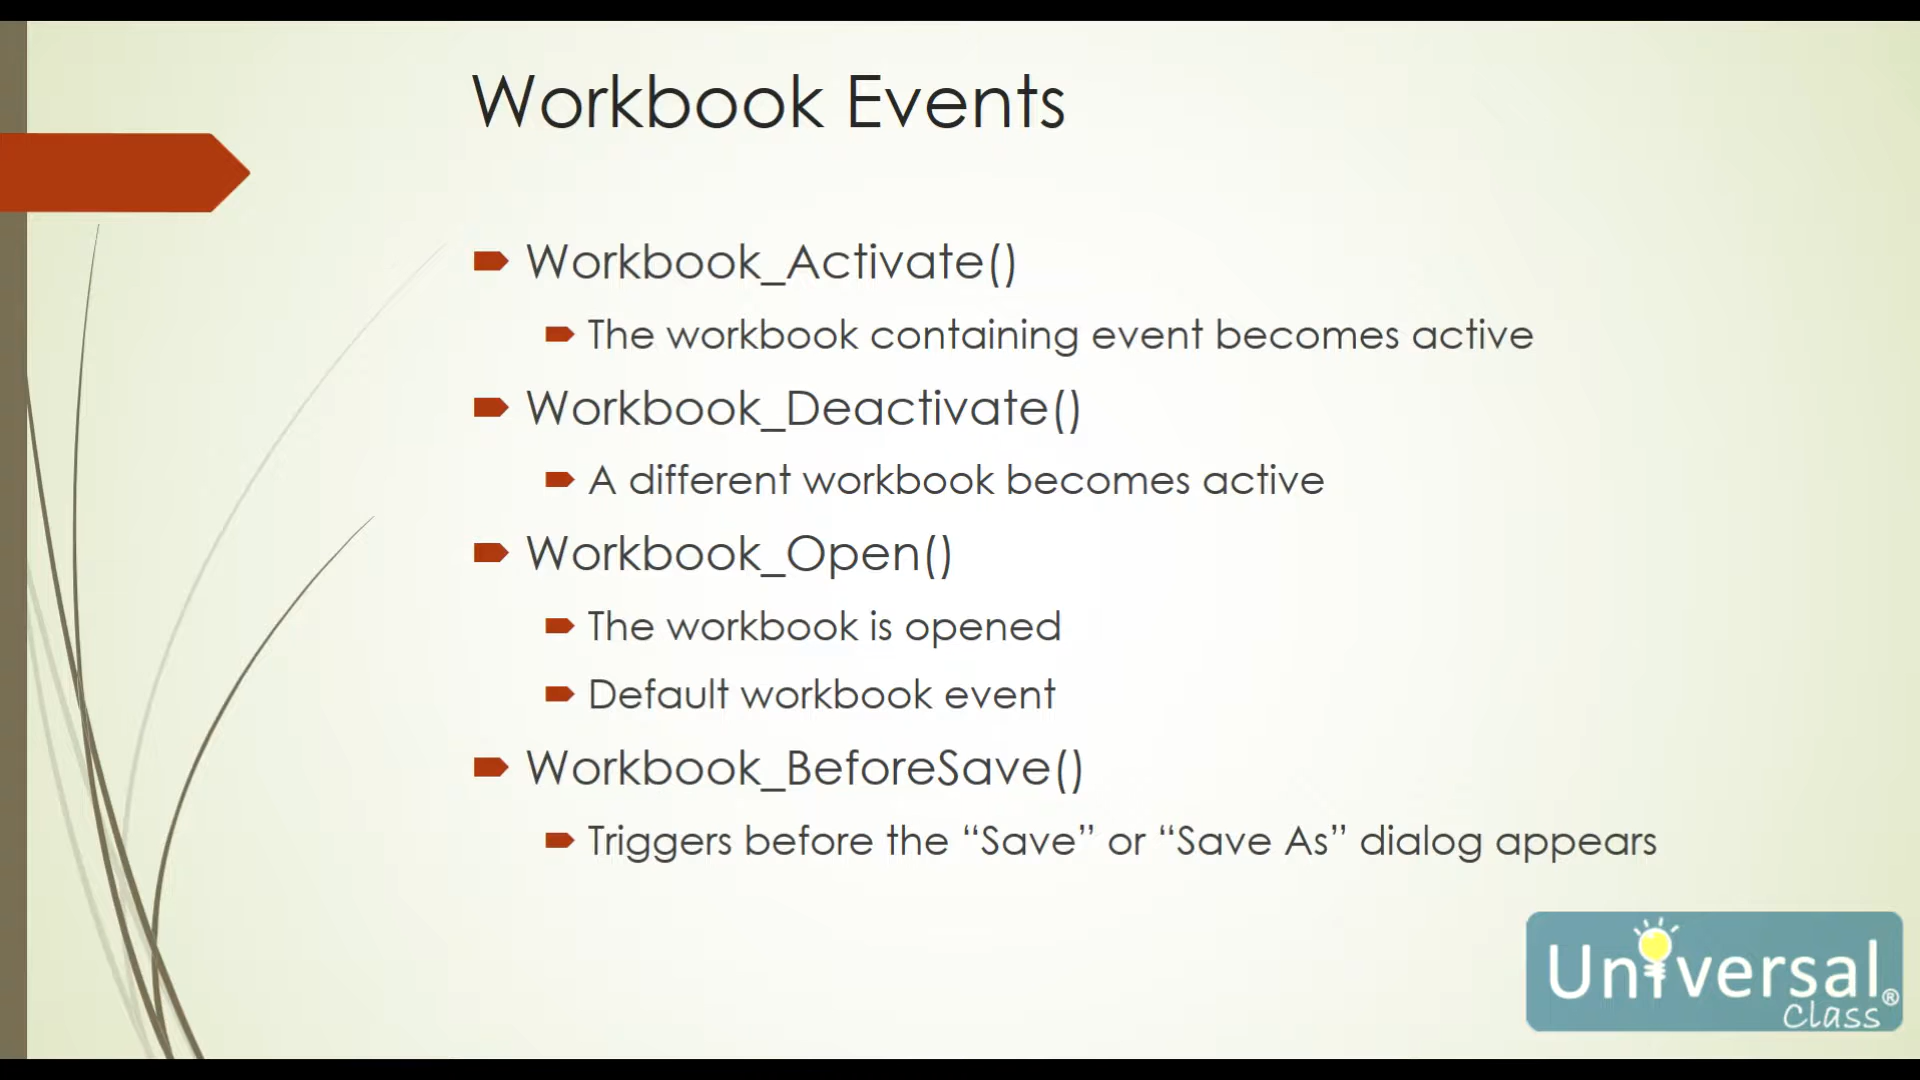 Workbook Events
Workbook_Activate()
The workbook containing event becomes active
Workbook_Deactivate()
A different workbook becomes active
Workbook_Open()
The workbook is opened
Default workbook event
Workbook_BeforeSave()
Triggers before the “Save” or “Save As” dialog appears
Universal®
Class